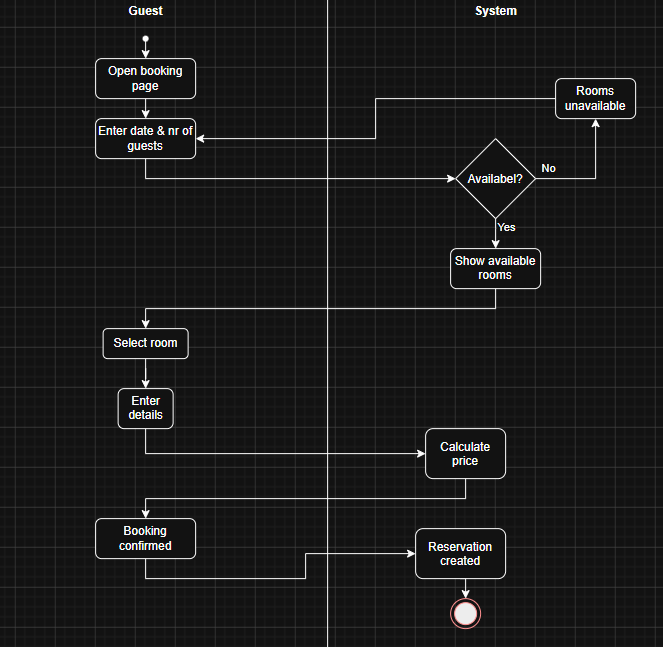 Guest
System
Open booking
page
Rooms
unavailable
Enter date & nr of
guests
Availabel?
No
Yes
Show available
rooms
Select room
Enter
details
Calculate
price
Booking
confirmed
Reservation
created